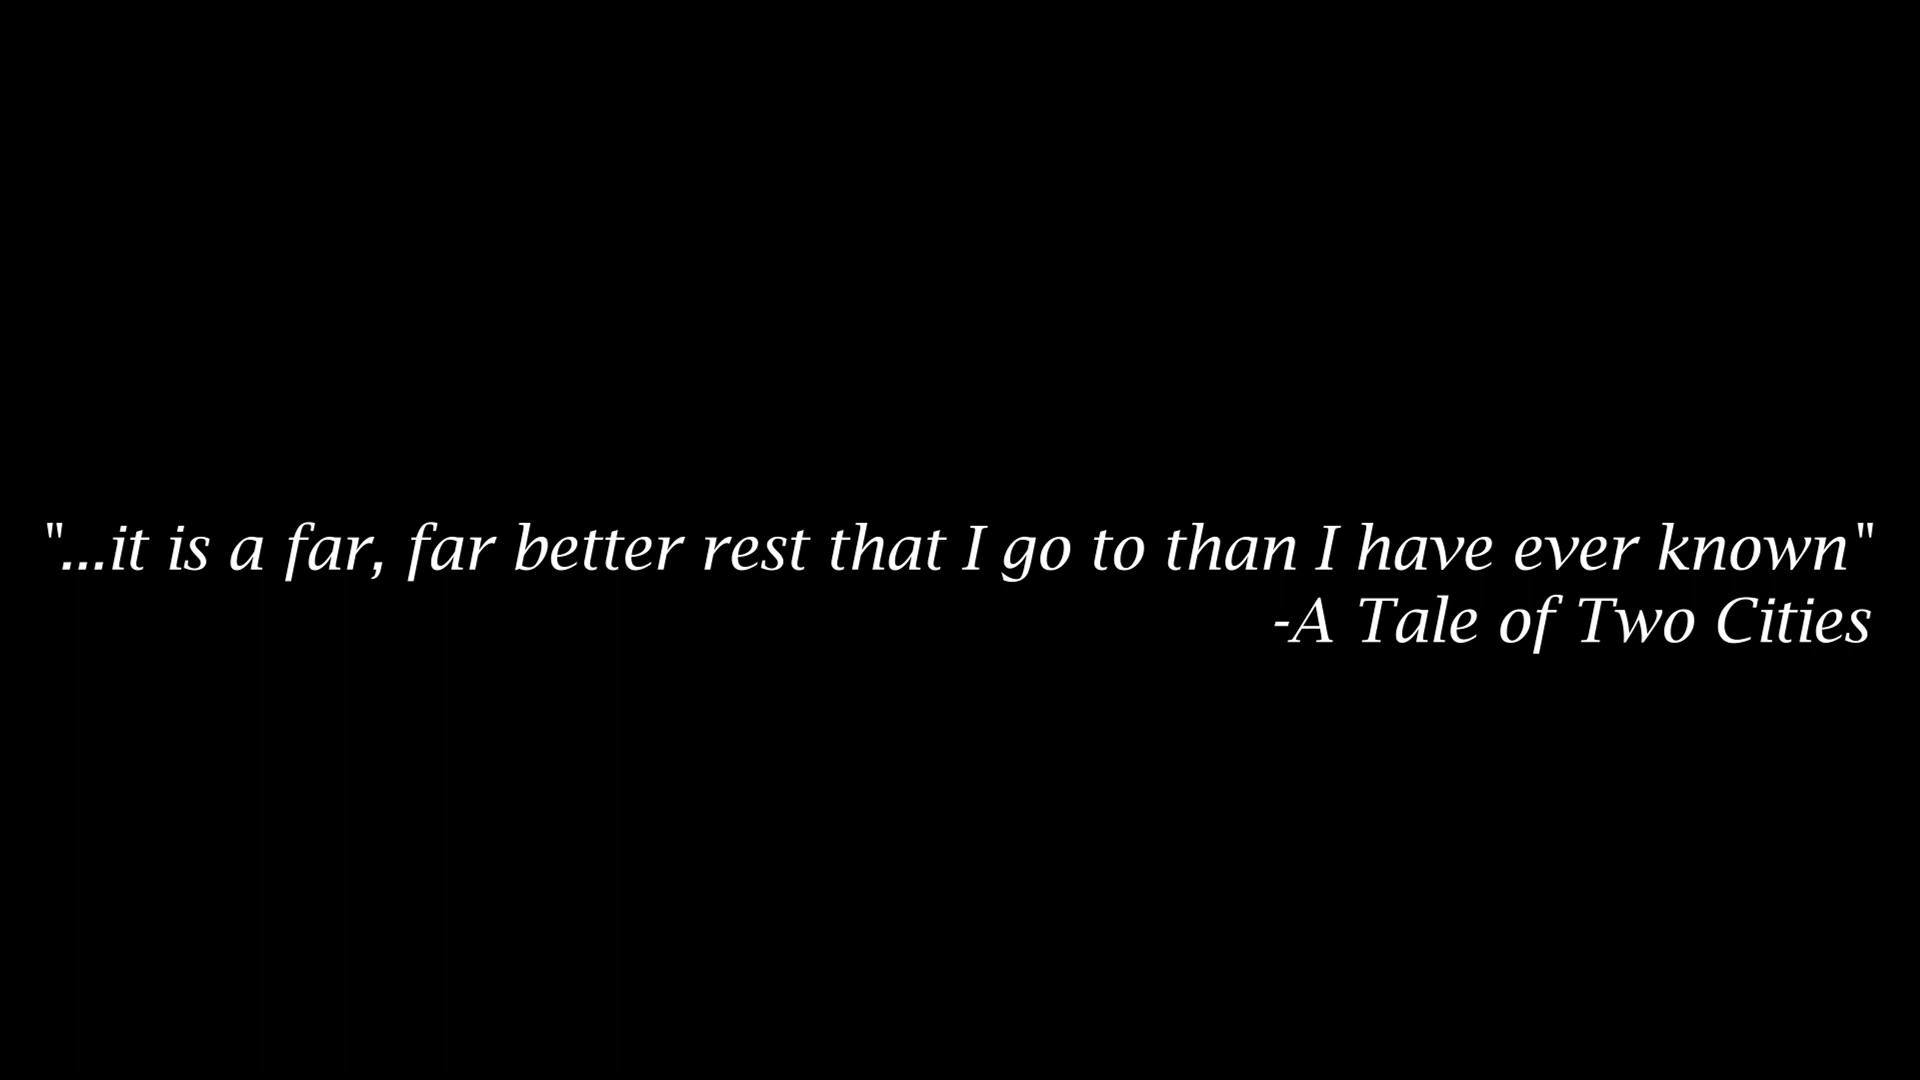 "...it is a far, far better rest that I go to than I have ever known"
-A Tale of Two Cities